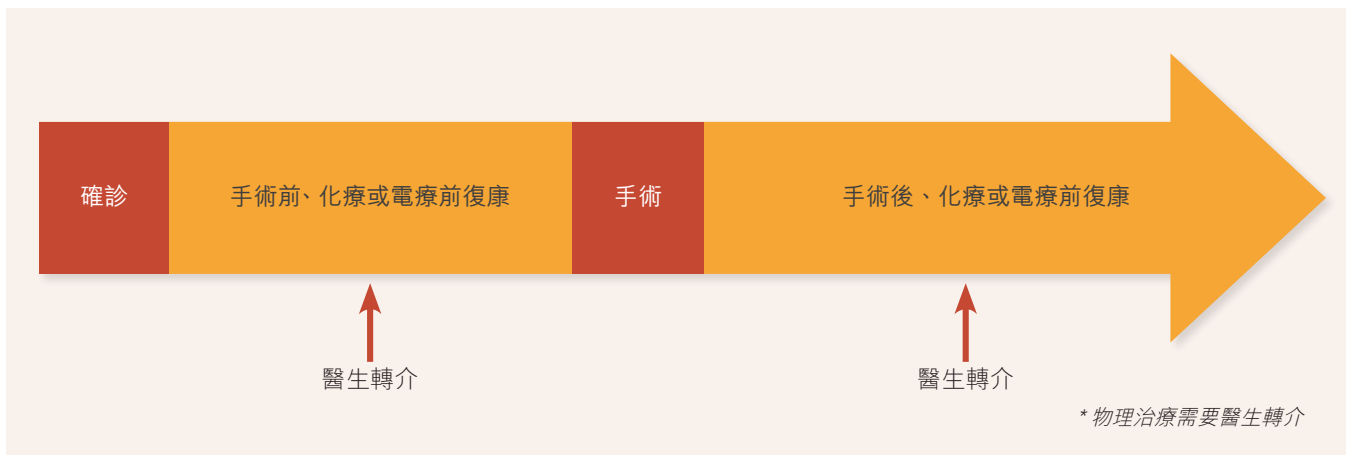 確診
手術前、化療或電療前復康
手術
手術後、化療或電療前復康
醫生轉介
醫生轉介
* 物理治療需要醫生轉介